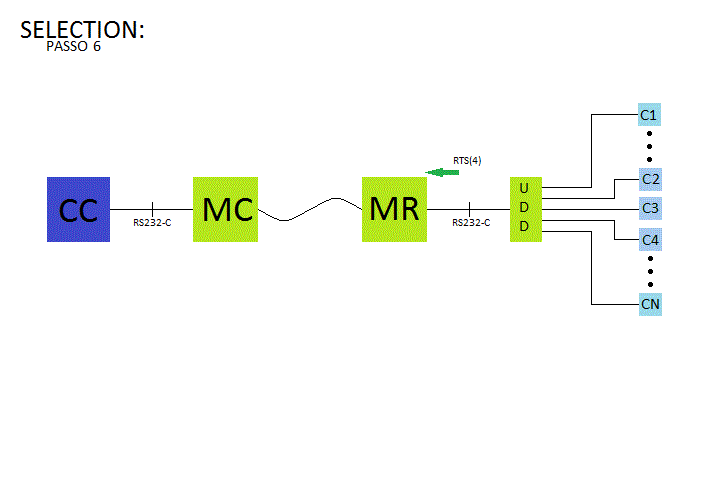 SELECTION:
PASSO 6
C1
RTS(4)
CC
MC
MR
U
D
D
C2
C3
C4
RS232-C
RS232-C
CN